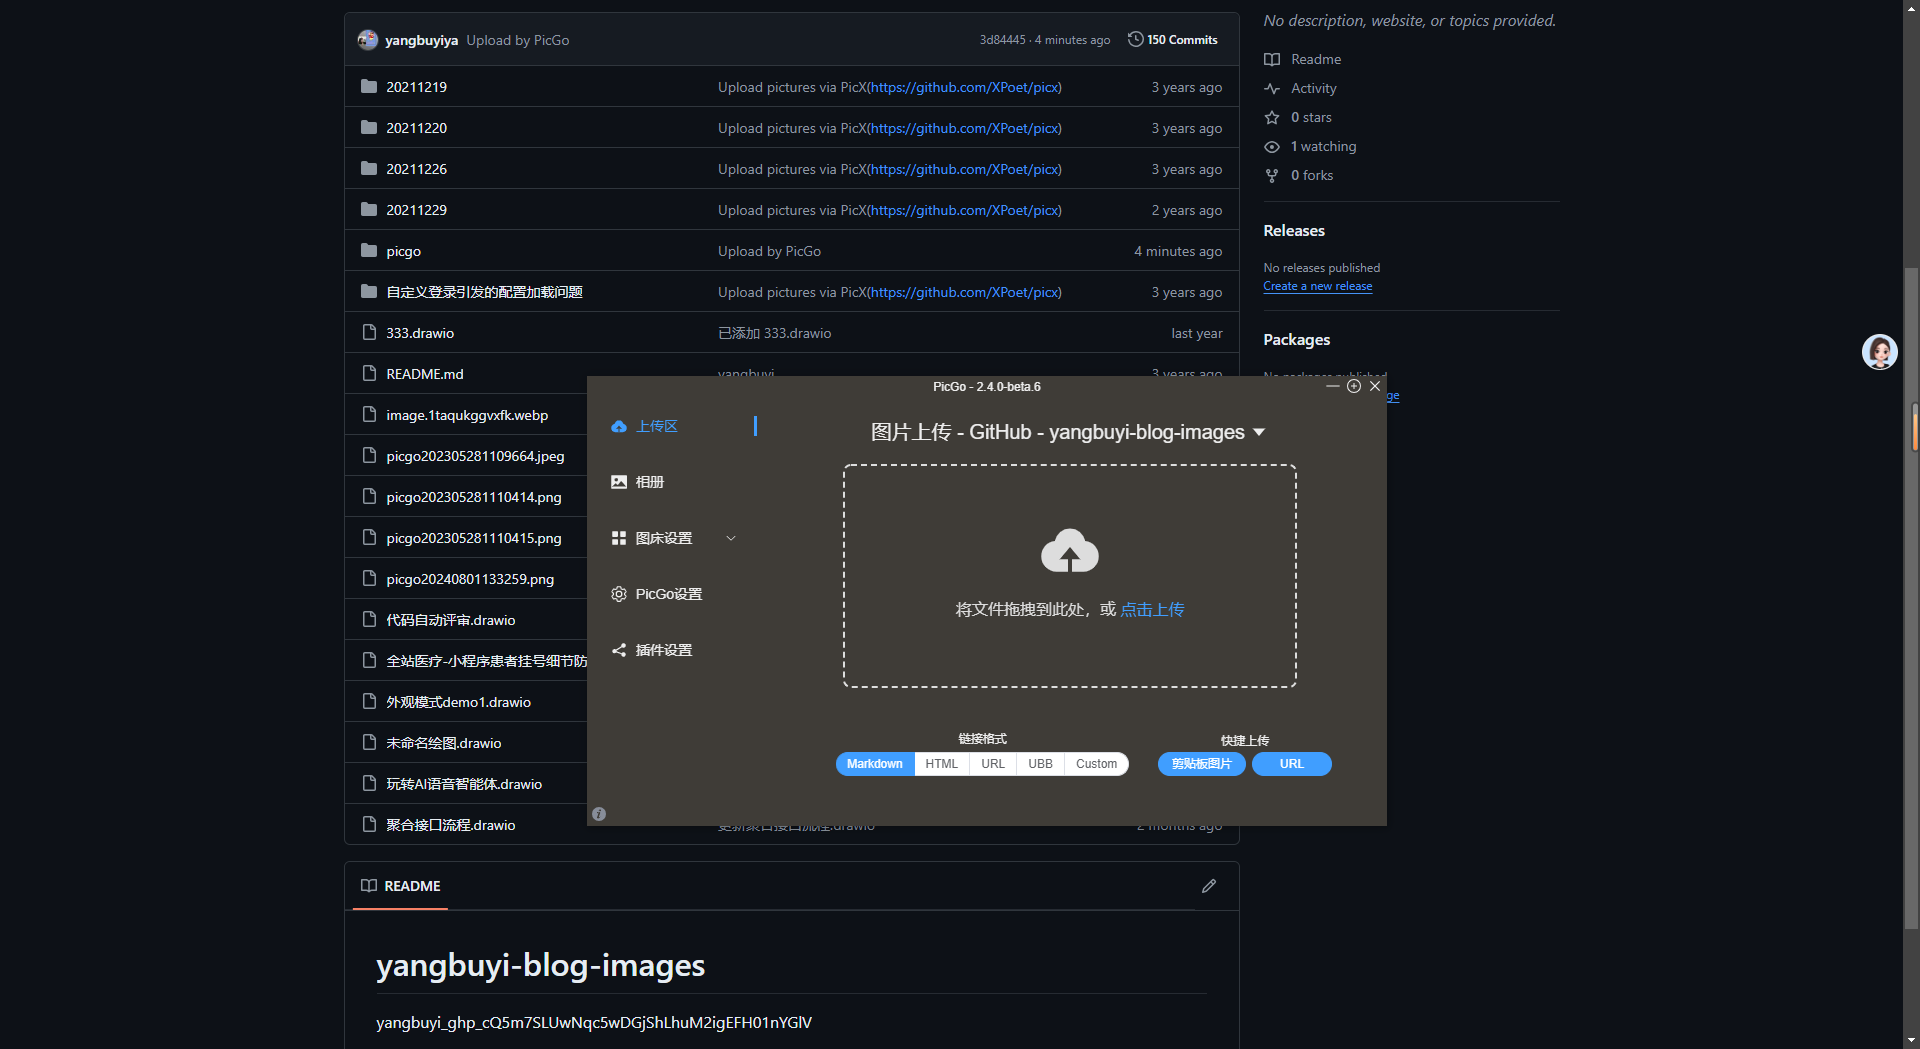 yangbuyiya Upload by PicGo 3d84445 · 4 minutes ago 150 Commits
20211219 Upload pictures via PicX(https://github.com/XPoet/picx) 3 years ago
20211220 Upload pictures via PicX(https://github.com/XPoet/picx) 3 years ago
20211226 Upload pictures via PicX(https://github.com/XPoet/picx) 3 years ago
20211229 Upload pictures via PicX(https://github.com/XPoet/picx) 2 years ago
picgo Upload by PicGo 4 minutes ago
自定义登录引发的配置加载问题 Upload pictures via PicX(https://github.com/XPoet/picx) 3 years ago
333.drawio 已添加 333.drawio last year
README.md yangbuyi 3 years ago
image.1taqukggvxfk.webp
picgo202305281109664.jpeg
picgo202305281110414.png
picgo202305281110415.png
picgo20240801133259.png
代码自动评审.drawio
全站医疗-小程序患者挂号细节防
外观模式demo1.drawio
未命名绘图.drawio
玩转AI语音智能体.drawio
聚合接口流程.drawio 更新聚合接口流程.drawio 2 months ago
No description, website, or topics provided.
Readme
Activity
0 stars
1 watching
0 forks
Releases
No releases published
Create a new release
Packages
No packages published
ge
PicGo - 2.4.0-beta.6
上传区
相册
图床设置
PicGo设置
插件设置
图片上传 - GitHub - yangbuyi-blog-images
将文件拖拽到此处，或 点击上传
链接格式
Markdown HTML URL UBB Custom
快捷上传
剪贴板图片 URL
README
yangbuyi-blog-images
yangbuyi_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